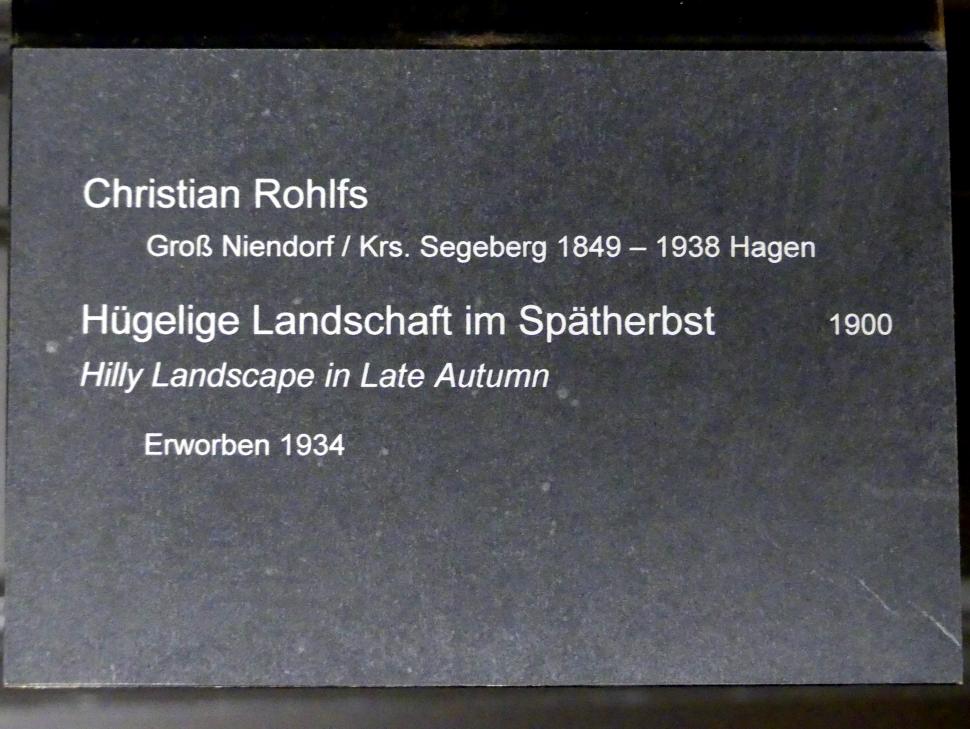 Christian Rohlfs
Groß Niendorf / Krs. Segeberg 1849 – 1938 Hagen
Hügelige Landschaft im Spätherbst 1900
Hilly Landscape in Late Autumn
Erworben 1934